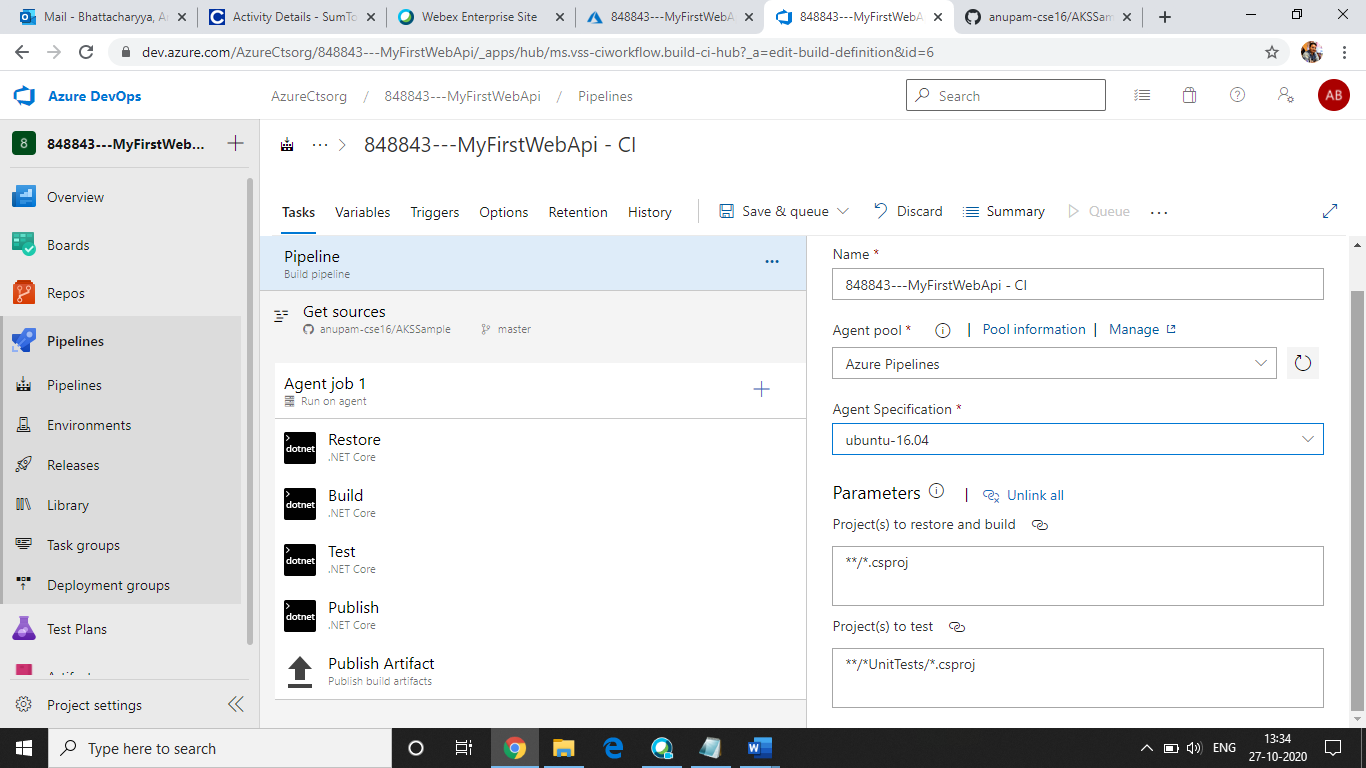 Mail - Bhattacharyya, A
Activity Details - SumTo
Webex Enterprise Site
848843---MyFirstWebA
848843---MyFirstWebA
anupam-cse16/AKSSam
dev.azure.com/AzureCtsorg/848843---MyFirstWebApi/_apps/hub/ms.vss-ciworkflow.build-ci-hub?_a=edit-build-definition&id=6
Azure DevOps
AzureCtsorg / 848843---MyFirstWebApi / Pipelines
Search
AB
8
848843---MyFirstWeb...
Overview
Boards
Repos
Pipelines
Pipelines
Environments
Releases
Library
Task groups
Deployment groups
Test Plans
Project settings
848843---MyFirstWebApi - CI
Tasks Variables Triggers Options Retention History Save & queue Discard Summary Queue ...
Pipeline
Build pipeline
Get sources
anupam-cse16/AKSSample master
Agent job 1
Run on agent
dotnet
Restore
.NET Core
dotnet
Build
.NET Core
dotnet
Test
.NET Core
dotnet
Publish
.NET Core
Publish Artifact
Publish build artifacts
Name *
848843---MyFirstWebApi - CI
Agent pool * | Pool information | Manage
Azure Pipelines
Agent Specification *
ubuntu-16.04
Parameters | Unlink all
Project(s) to restore and build
**/*.csproj
Project(s) to test
**/*UnitTests/*.csproj
Type here to search
ENG
13:34
27-10-2020